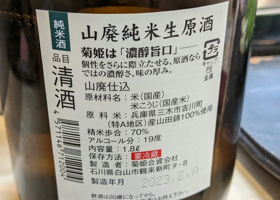 純米酒
品目
清酒
山廃純米生原酒
菊姫は「濃醇旨口」──
個性をさらに際立たせる、原酒なら
ではの濃醇さ、味の厚み。
山廃仕込
原材料名：米(国産)
米こうじ(国産米)
原料米：兵庫県三木市吉川町
(特A地区)産山田錦100%使用
精米歩合：70%
アルコール分：19度
内容量：1.8ℓ
保存方法：要冷蔵
製造者：菊姫合資会社
石川県白山市鶴来新町タ-8
製造年月 2023.2.A